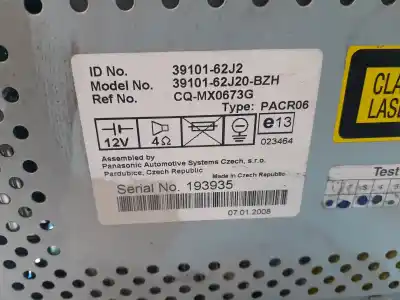 ID No. 39101-62J2
Model No. 39101-62J20-BZH
Ref No. CQ-MX0673G
Type: PACR06
12V
4Ω
e13
023464
Assembled by
Panasonic Automotive Systems Czech, s.r.o.
Pardubice, Czech Republic
Made in Czech Republic
Serial No. 193935
07.01.2008
CLA
LASE
Test